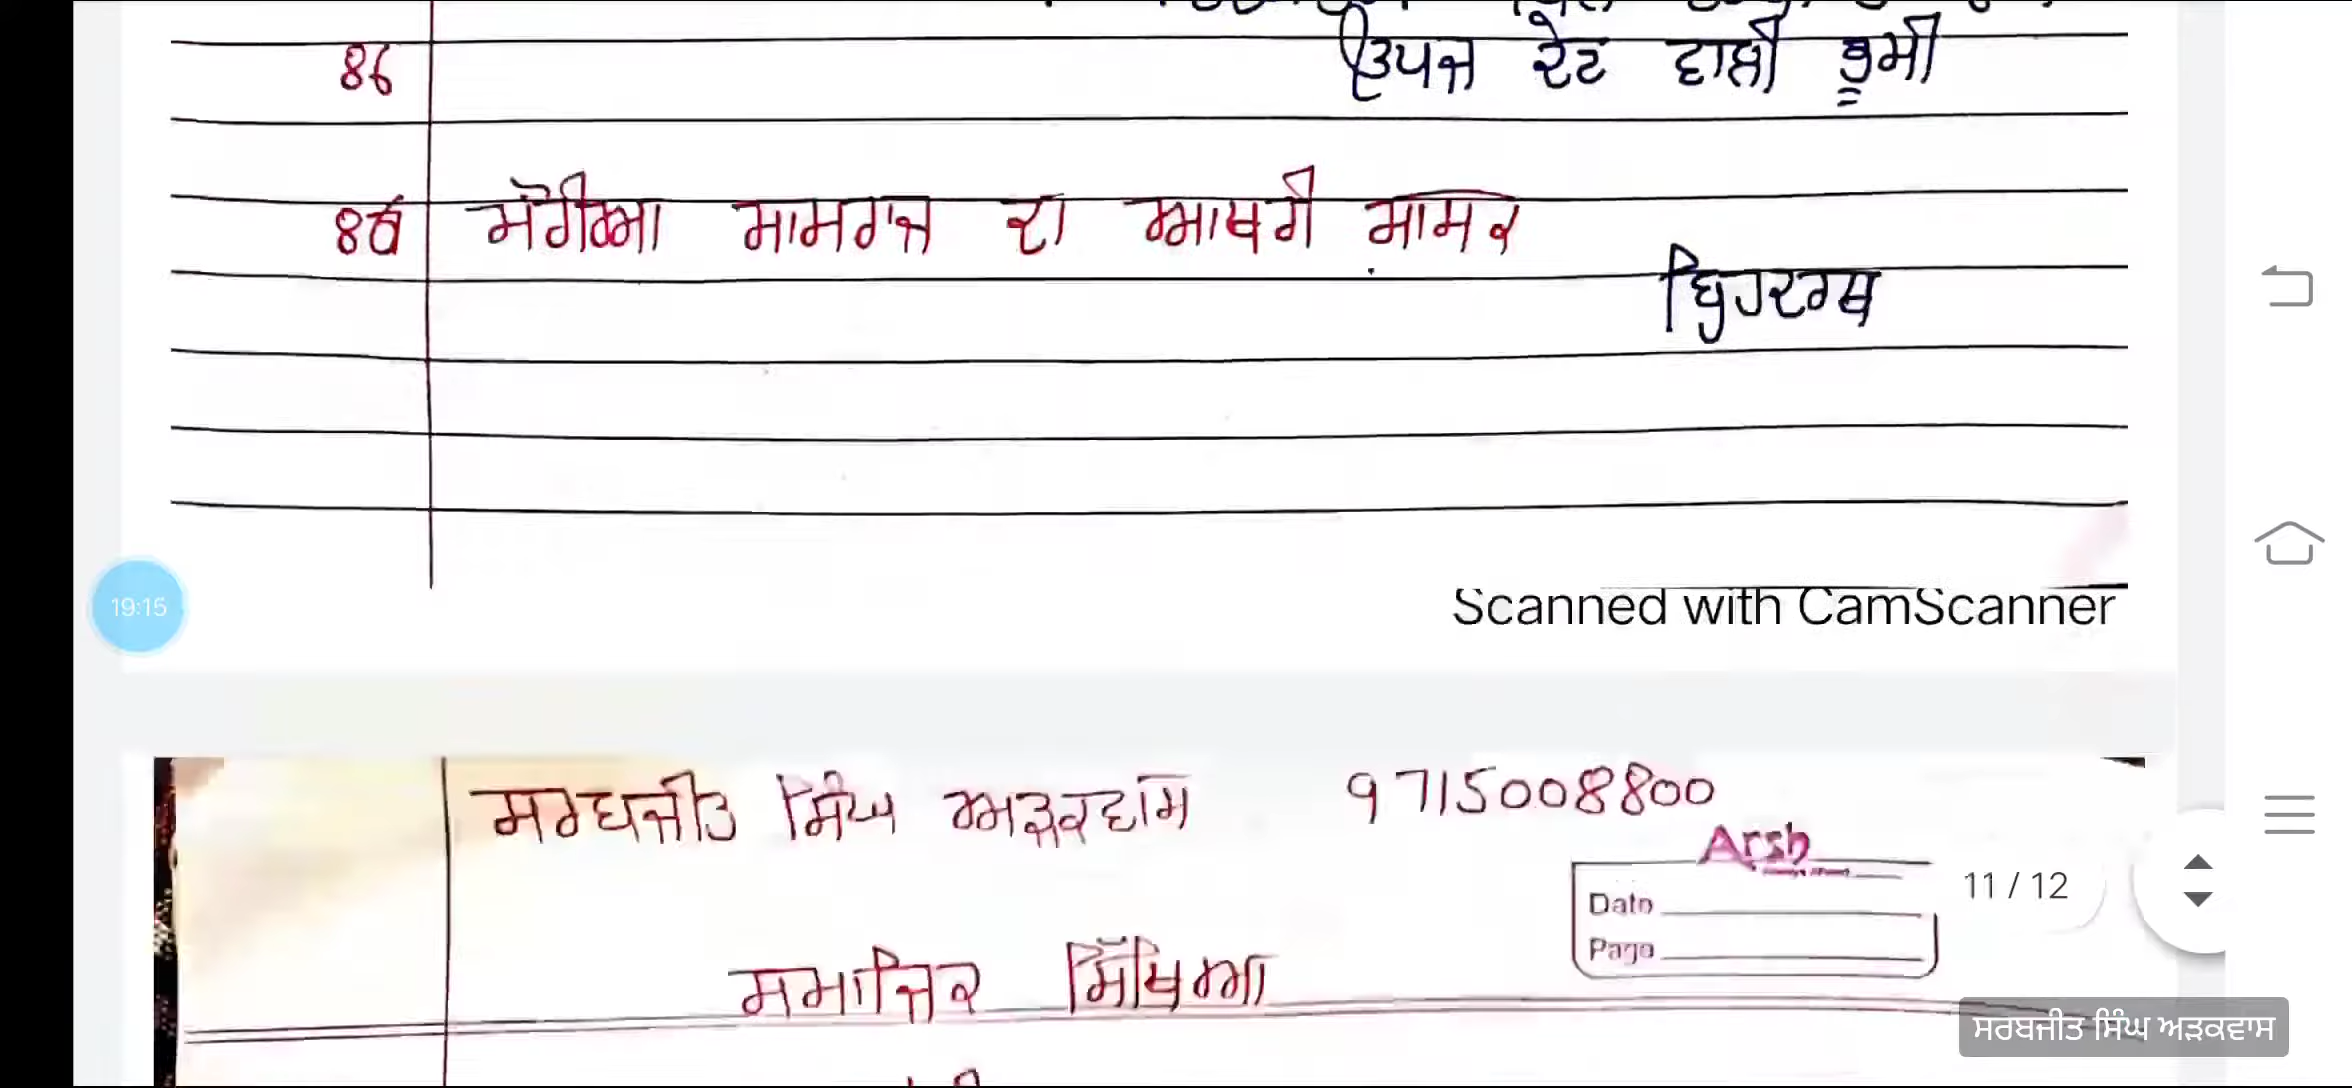 86 ਉਪਜ ਰੇਟ ਵਾਲੀ ਭੂਮੀ
ਮੌਰੀਆ ਸਾਮਰਾਜ ਦਾ ਆਖਰੀ ਸ਼ਾਸਕ
ਬ੍ਰਿਹਦਰਥ
19:15
Scanned with CamScanner
ਸਰਬਜੀਤ ਸਿੰਘ ਅੜਕਵਾਸ 9715008800
Arsh
Date
Page
11 / 12
ਸਮਾਜਿਕ ਸਿੱਖਿਆ
ਸਰਬਜੀਤ ਸਿੰਘ ਅੜਕਵਾਸ